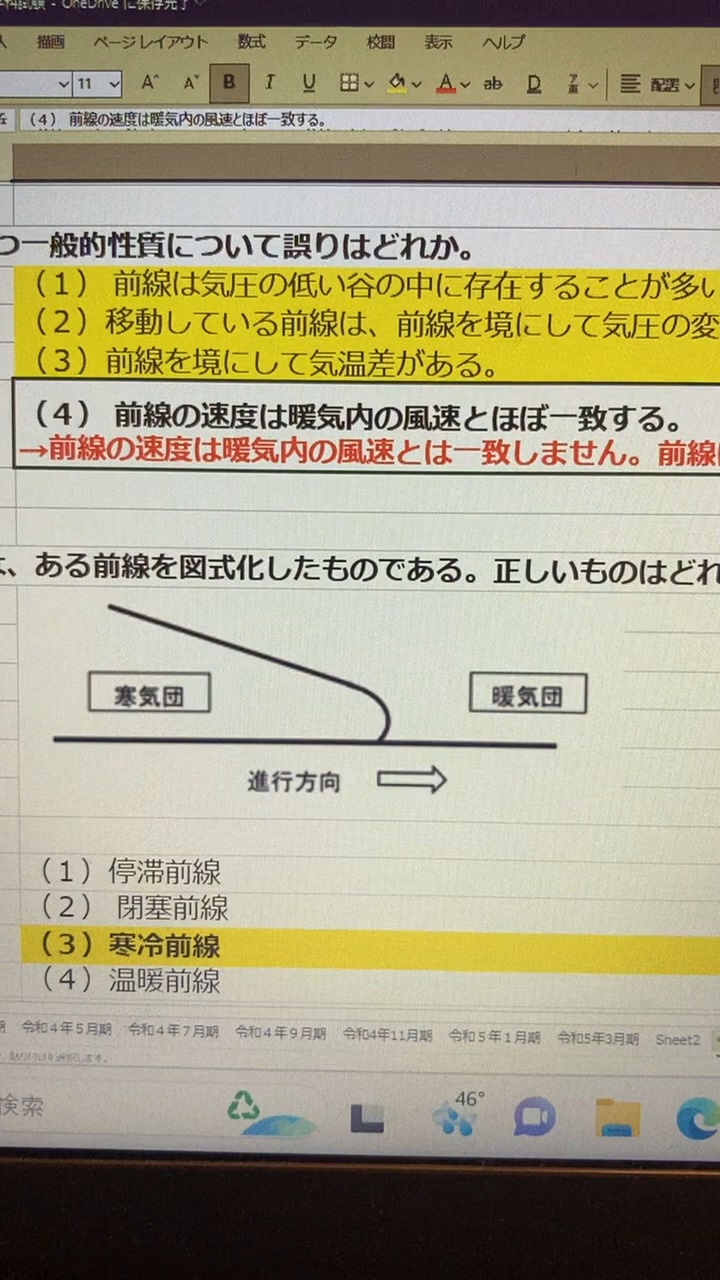 OneDrive に保存完了
描画 ページ レイアウト 数式 データ 校閲 表示 ヘルプ
11 A^ A˅ B I U A ab D Z 配置
(4) 前線の速度は暖気内の風速とほぼ一致する。
つ一般的性質について誤りはどれか。
(1) 前線は気圧の低い谷の中に存在することが多い
(2) 移動している前線は、前線を境にして気圧の変
(3) 前線を境にして気温差がある。
(4) 前線の速度は暖気内の風速とほぼ一致する。
→前線の速度は暖気内の風速とは一致しません。前線
、ある前線を図式化したものである。正しいものはどれ
寒気団 暖気団
進行方向
(1) 停滞前線
(2) 閉塞前線
(3) 寒冷前線
(4) 温暖前線
期 令和４年５月期 令和４年７月期 令和４年９月期 令和4年11月期 令和５年１月期 令和5年3月期 Sheet2
検索 46°